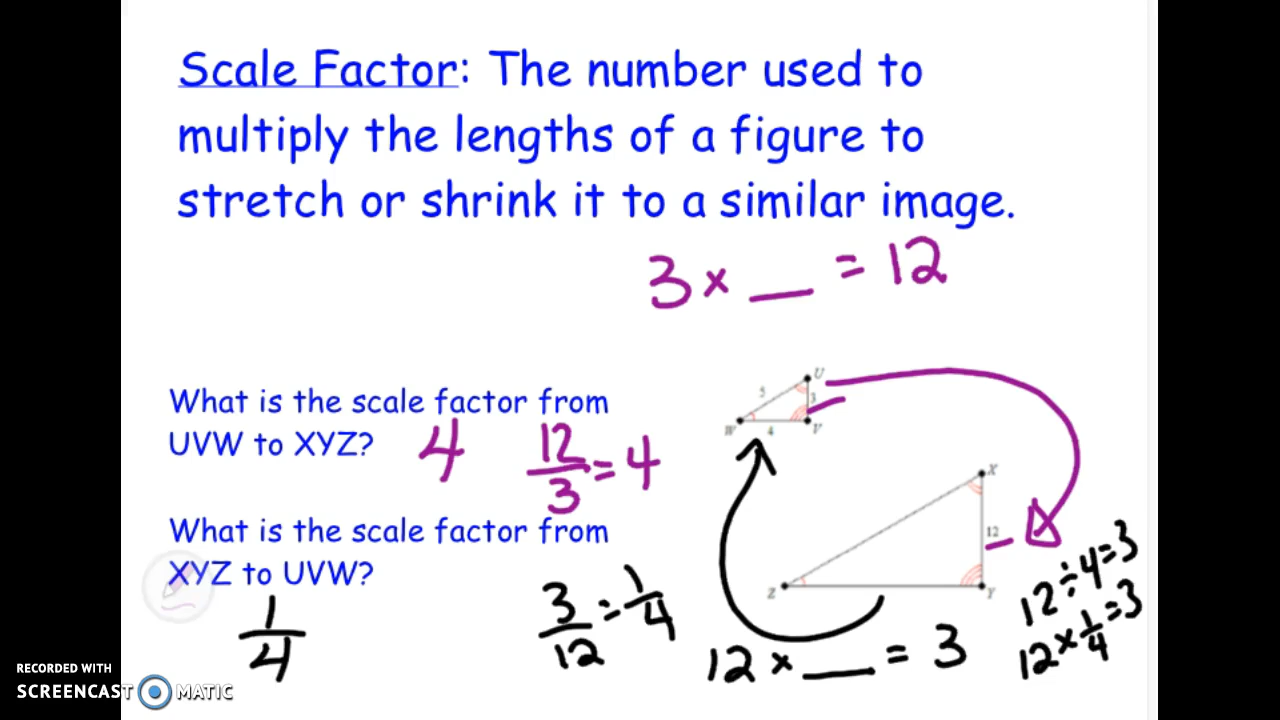 Scale Factor: The number used to
multiply the lengths of a figure to
stretch or shrink it to a similar image.
3 x __ = 12
What is the scale factor from
UVW to XYZ?
4
12/3 = 4
What is the scale factor from
XYZ to UVW?
1/4
3/12 = 1/4
U
5
3
W
4
V
X
12
Z
Y
12 x __ = 3
12 ÷ 4 = 3
12 x 1/4 = 3
RECORDED WITH
SCREENCAST MATIC